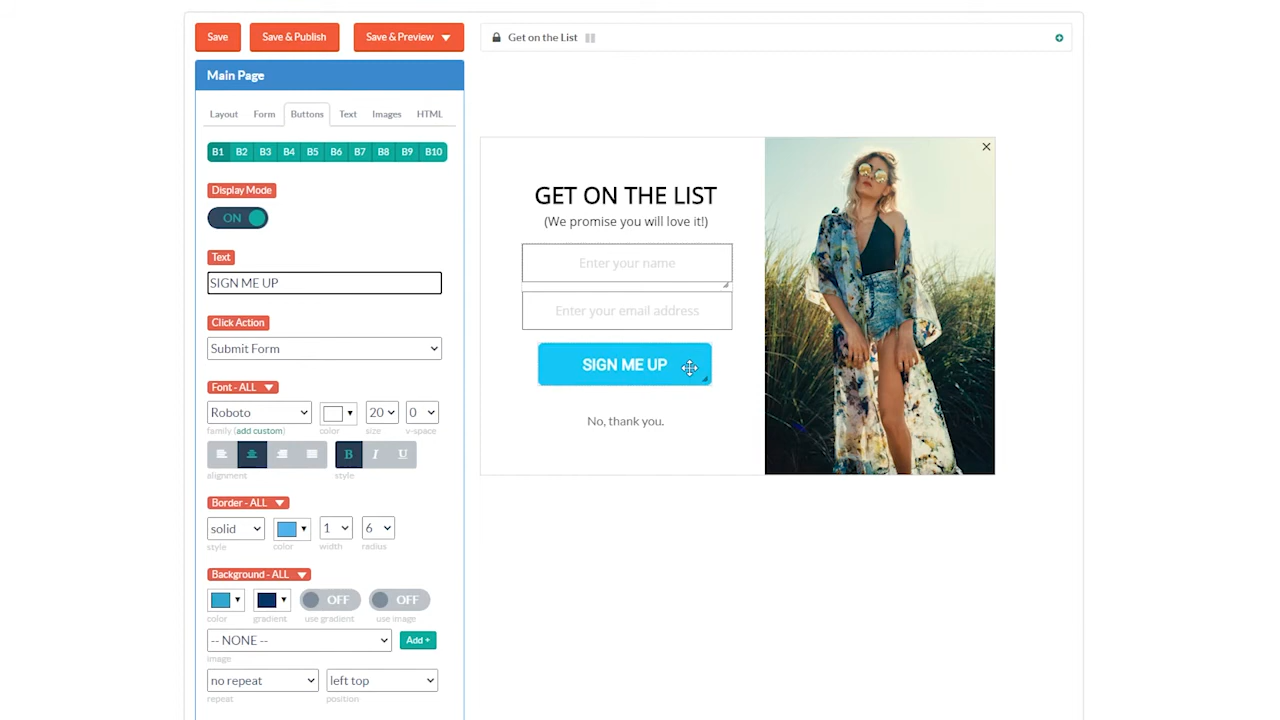 Save
Save & Publish
Save & Preview
Get on the List
Main Page
Layout
Form
Buttons
Text
Images
HTML
B1
B2
B3
B4
B5
B6
B7
B8
B9
B10
Display Mode
ON
Text
SIGN ME UP
Click Action
Submit Form
Font - ALL
Roboto
20
0
family (add custom)
color
size
v-space
B
I
U
alignment
style
Border - ALL
solid
1
6
style
color
width
radius
Background - ALL
OFF
OFF
color
gradient
use gradient
use image
-- NONE --
Add +
image
no repeat
left top
repeat
position
GET ON THE LIST
(We promise you will love it!)
Enter your name
Enter your email address
SIGN ME UP
No, thank you.